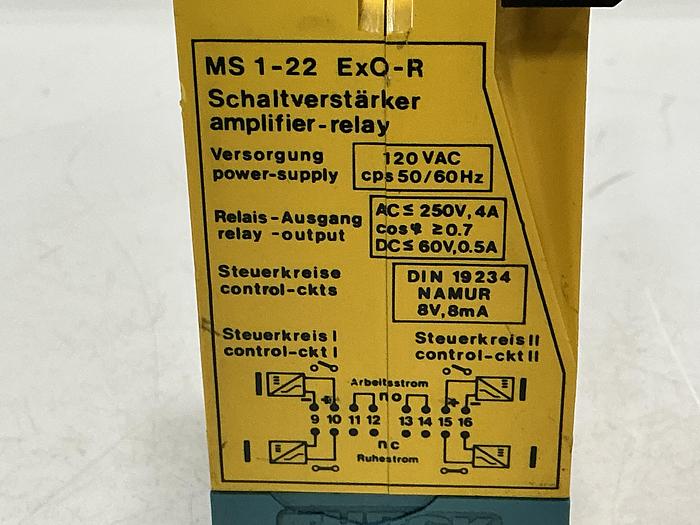 MS 1-22 ExO-R
Schaltverstärker
amplifier-relay
Versorgung
power-supply
120 VAC
cps 50/60 Hz
Relais-Ausgang
relay -output
AC ≤ 250V, 4A
cos φ ≥ 0.7
DC ≤ 60V, 0.5A
Steuerkreise
control-ckts
DIN 19234
NAMUR
8V, 8mA
Steuerkreis I
control-ckt I
Steuerkreis II
control-ckt II
Arbeitsstrom
no
9 10 11 12 13 14 15 16
nc
Ruhestrom